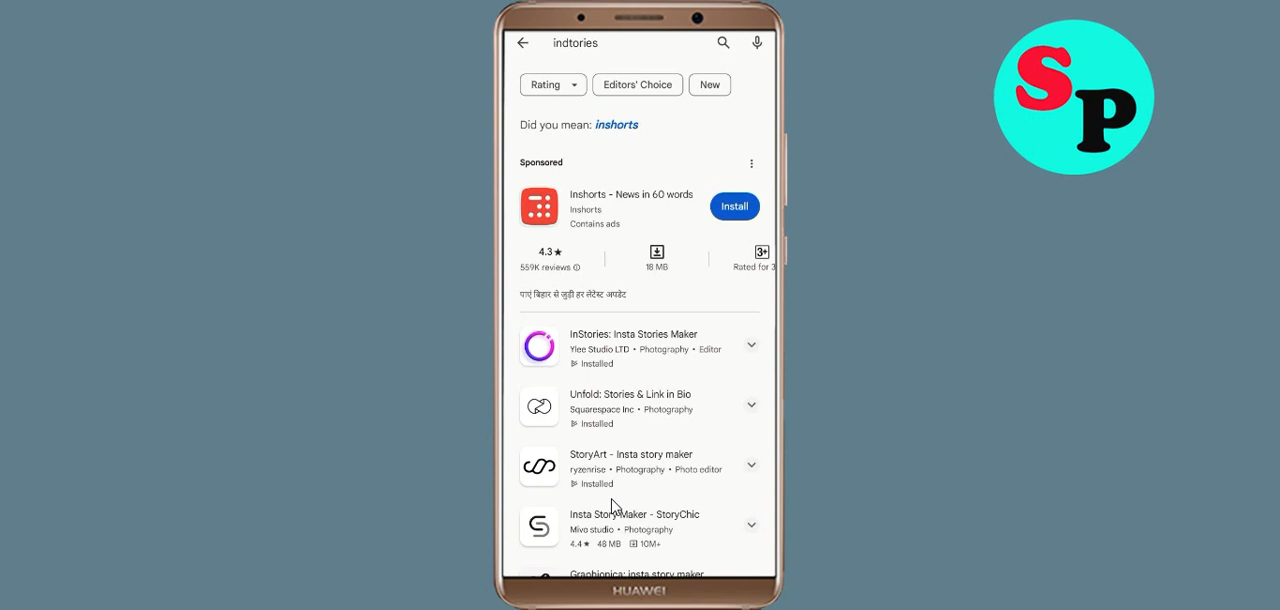 indtories
Rating
Editors' Choice
New
Did you mean: inshorts
Sponsored
Inshorts - News in 60 words
Inshorts
Contains ads
Install
4.3★
559K reviews
18 MB
3+
Rated for 3
पाएं बिहार से जुड़ी हर लेटेस्ट अपडेट
InStories: Insta Stories Maker
Ylee Studio LTD • Photography • Editor
Installed
Unfold: Stories & Link in Bio
Squarespace Inc • Photography
Installed
StoryArt - Insta story maker
ryzenrise • Photography • Photo editor
Installed
Insta Story Maker - StoryChic
Mivo studio • Photography
4.4★ 48 MB 10M+
Graphionica: insta story maker
HUAWEI
SP